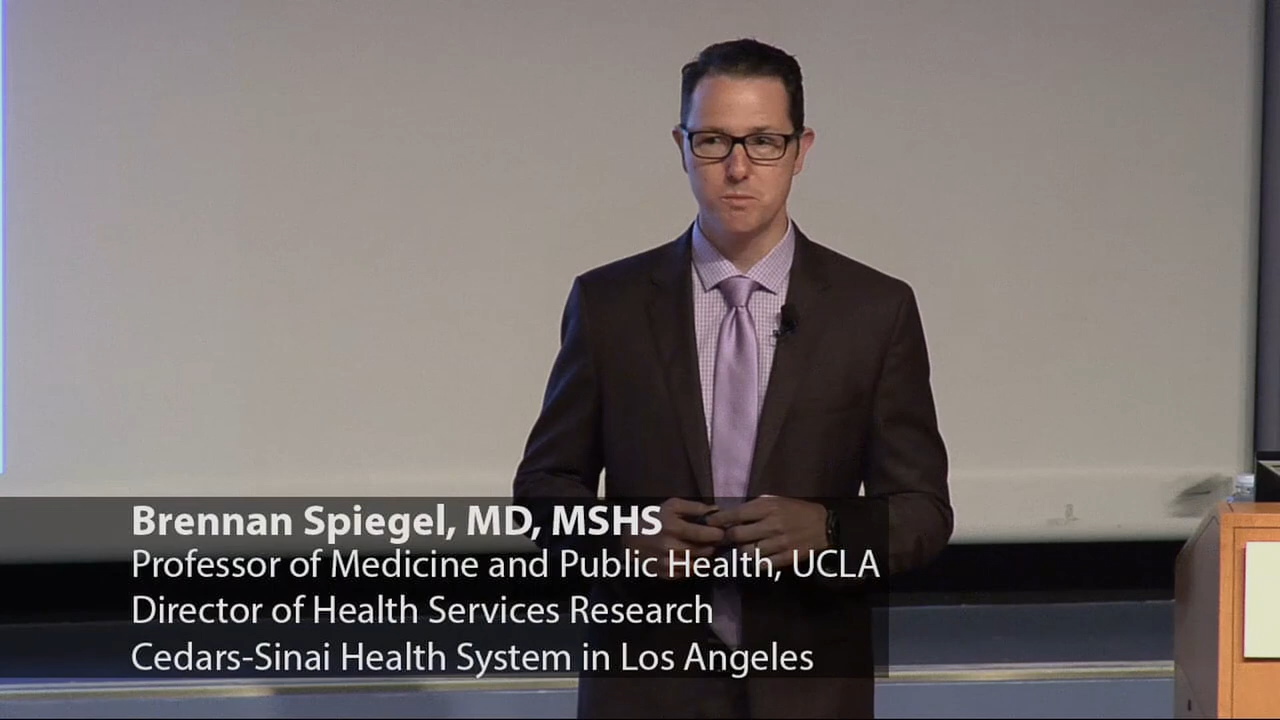 Brennan Spiegel, MD, MSHS
Professor of Medicine and Public Health, UCLA
Director of Health Services Research
Cedars-Sinai Health System in Los Angeles